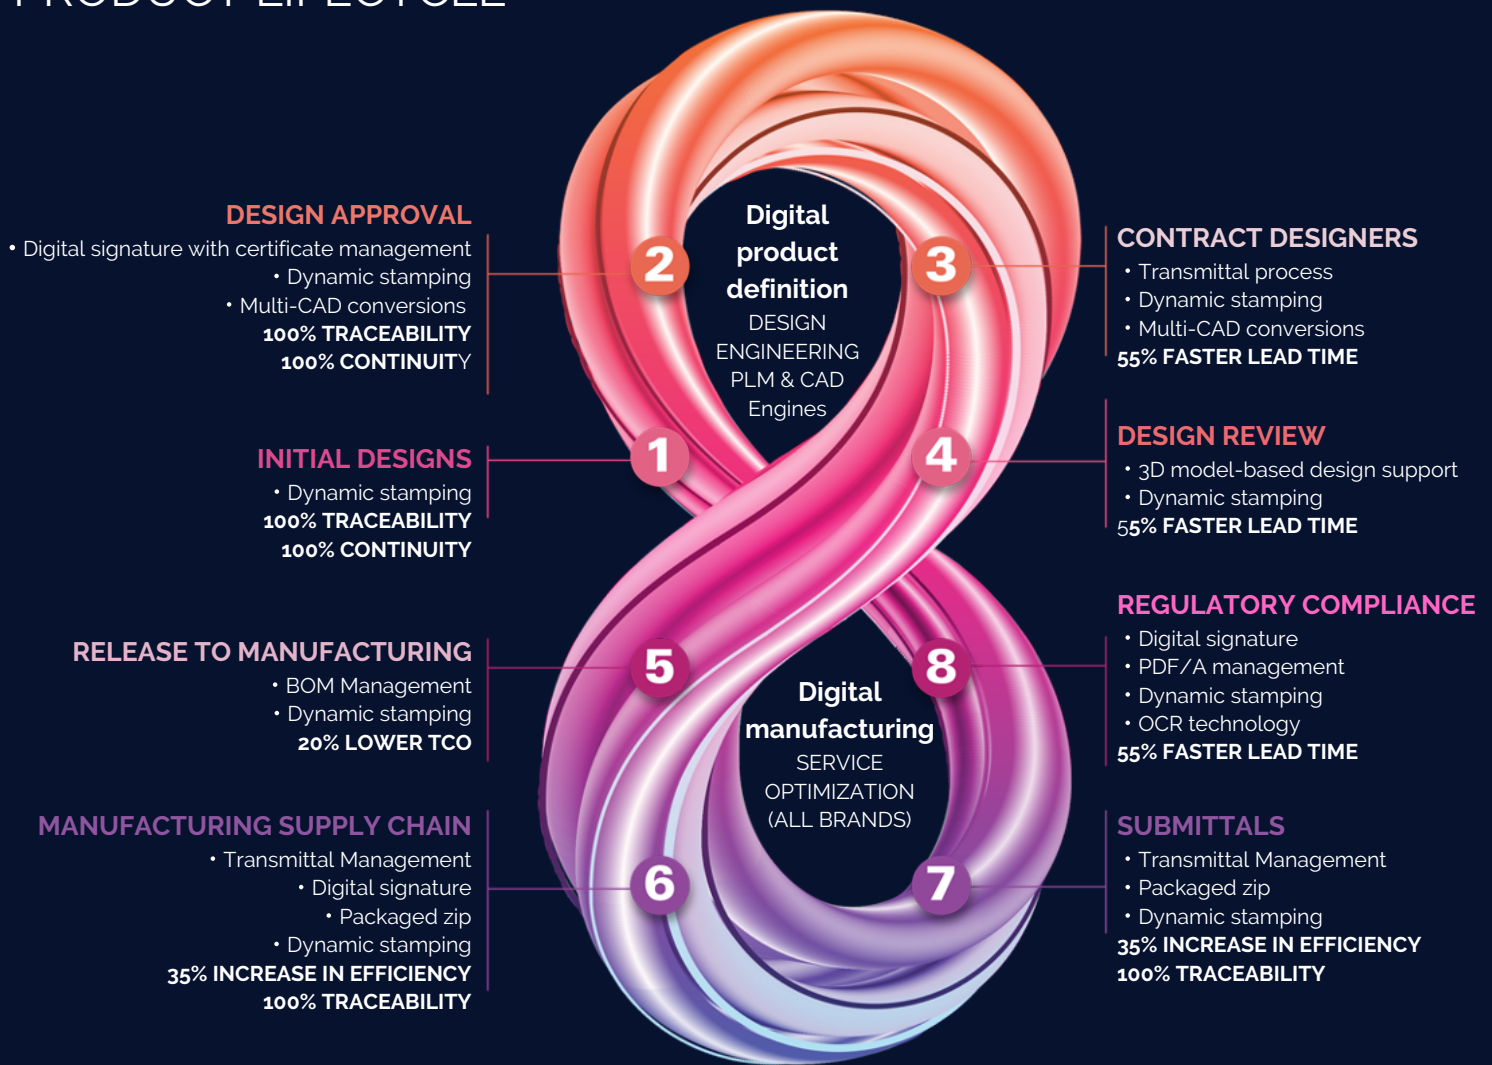 PRODUCT LIFECYCLE
DESIGN APPROVAL
• Digital signature with certificate management
• Dynamic stamping
• Multi-CAD conversions
100% TRACEABILITY
100% CONTINUITY
2
INITIAL DESIGNS
• Dynamic stamping
100% TRACEABILITY
100% CONTINUITY
1
RELEASE TO MANUFACTURING
• BOM Management
• Dynamic stamping
20% LOWER TCO
5
MANUFACTURING SUPPLY CHAIN
• Transmittal Management
• Digital signature
• Packaged zip
• Dynamic stamping
35% INCREASE IN EFFICIENCY
100% TRACEABILITY
6
Digital
product
definition
DESIGN
ENGINEERING
PLM & CAD
Engines
Digital
manufacturing
SERVICE
OPTIMIZATION
(ALL BRANDS)
3
CONTRACT DESIGNERS
• Transmittal process
• Dynamic stamping
• Multi-CAD conversions
55% FASTER LEAD TIME
4
DESIGN REVIEW
• 3D model-based design support
• Dynamic stamping
55% FASTER LEAD TIME
8
REGULATORY COMPLIANCE
• Digital signature
• PDF/A management
• Dynamic stamping
• OCR technology
55% FASTER LEAD TIME
7
SUBMITTALS
• Transmittal Management
• Packaged zip
• Dynamic stamping
35% INCREASE IN EFFICIENCY
100% TRACEABILITY